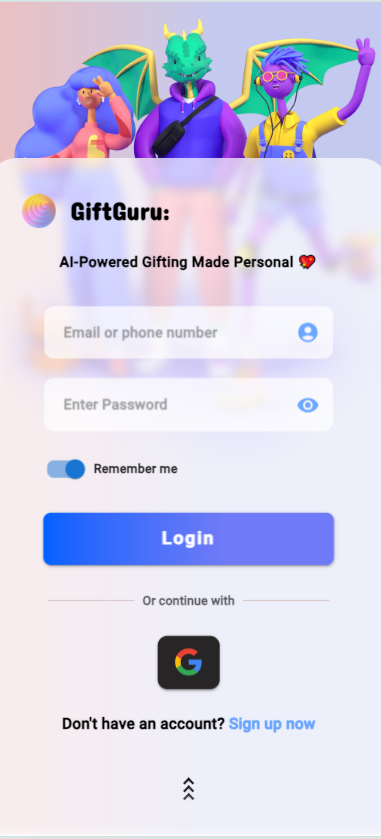 GiftGuru:
AI-Powered Gifting Made Personal 💝
Email or phone number
Enter Password
Remember me
Login
Or continue with
G
Don't have an account? Sign up now